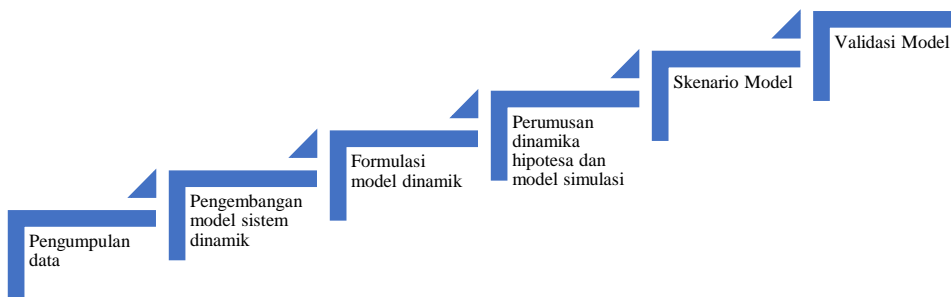 Pengumpulan
data
Pengembangan
model sistem
dinamik
Formulasi
model dinamik
Perumusan
dinamika
hipotesa dan
model simulasi
Skenario Model
Validasi Model